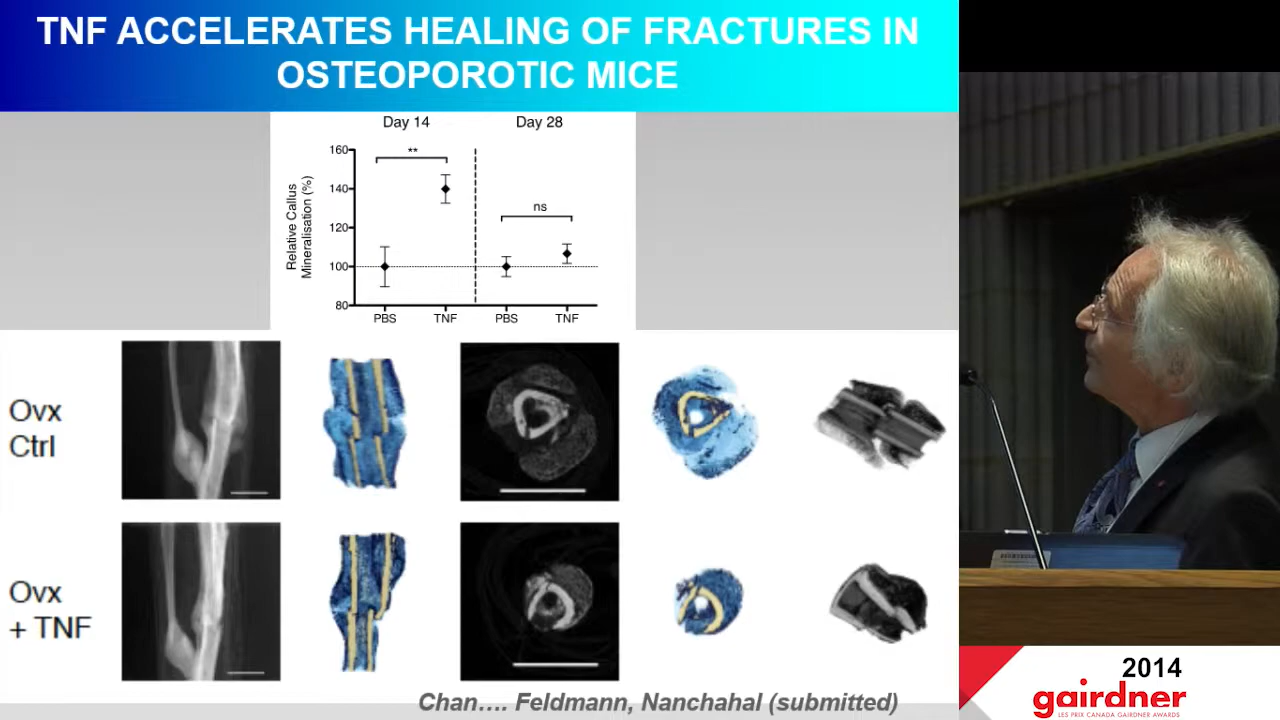 TNF ACCELERATES HEALING OF FRACTURES IN
OSTEOPOROTIC MICE
Day 14
Day 28
Relative Callus
Mineralisation (%)
160
140
120
100
80
**
ns
PBS
TNF
PBS
TNF
Ovx
Ctrl
Ovx
+ TNF
Chan.... Feldmann, Nanchahal (submitted)
2014
gairdner
LES PRIX CANADA GAIRDNER AWARDS